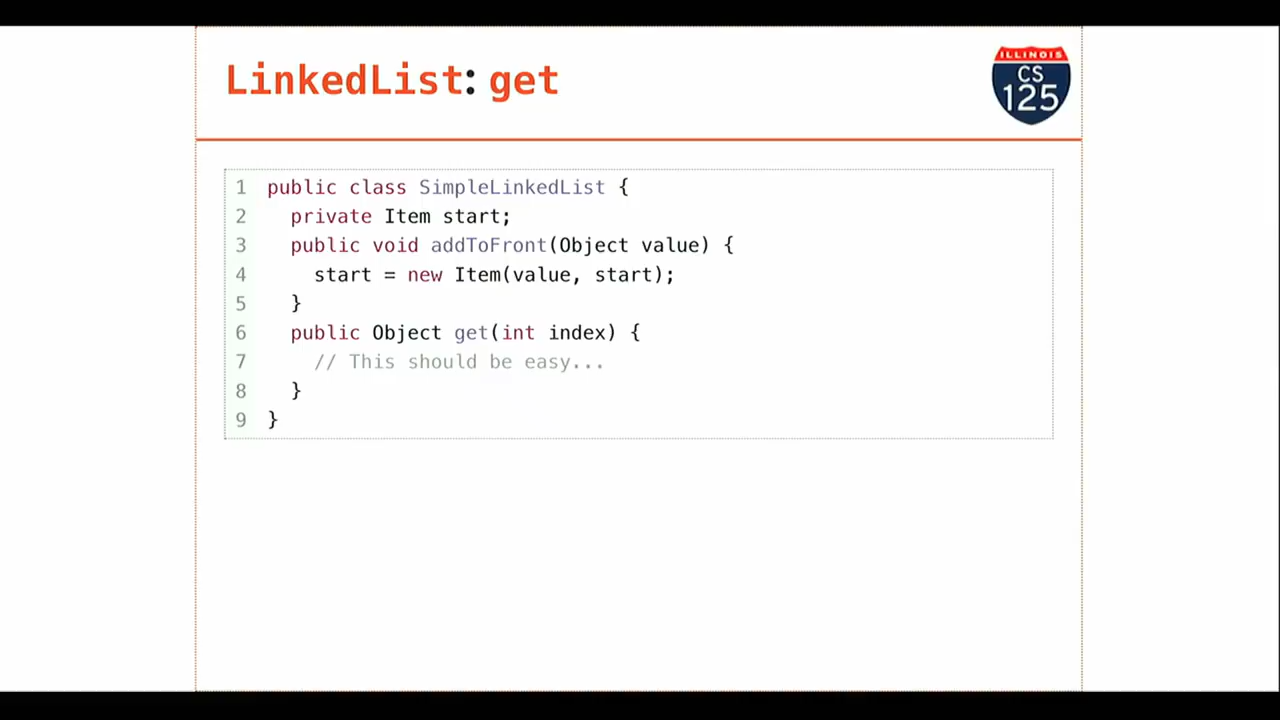 LinkedList: get
ILLINOIS
CS
125
1 public class SimpleLinkedList {
2   private Item start;
3   public void addToFront(Object value) {
4     start = new Item(value, start);
5   }
6   public Object get(int index) {
7     // This should be easy...
8   }
9 }